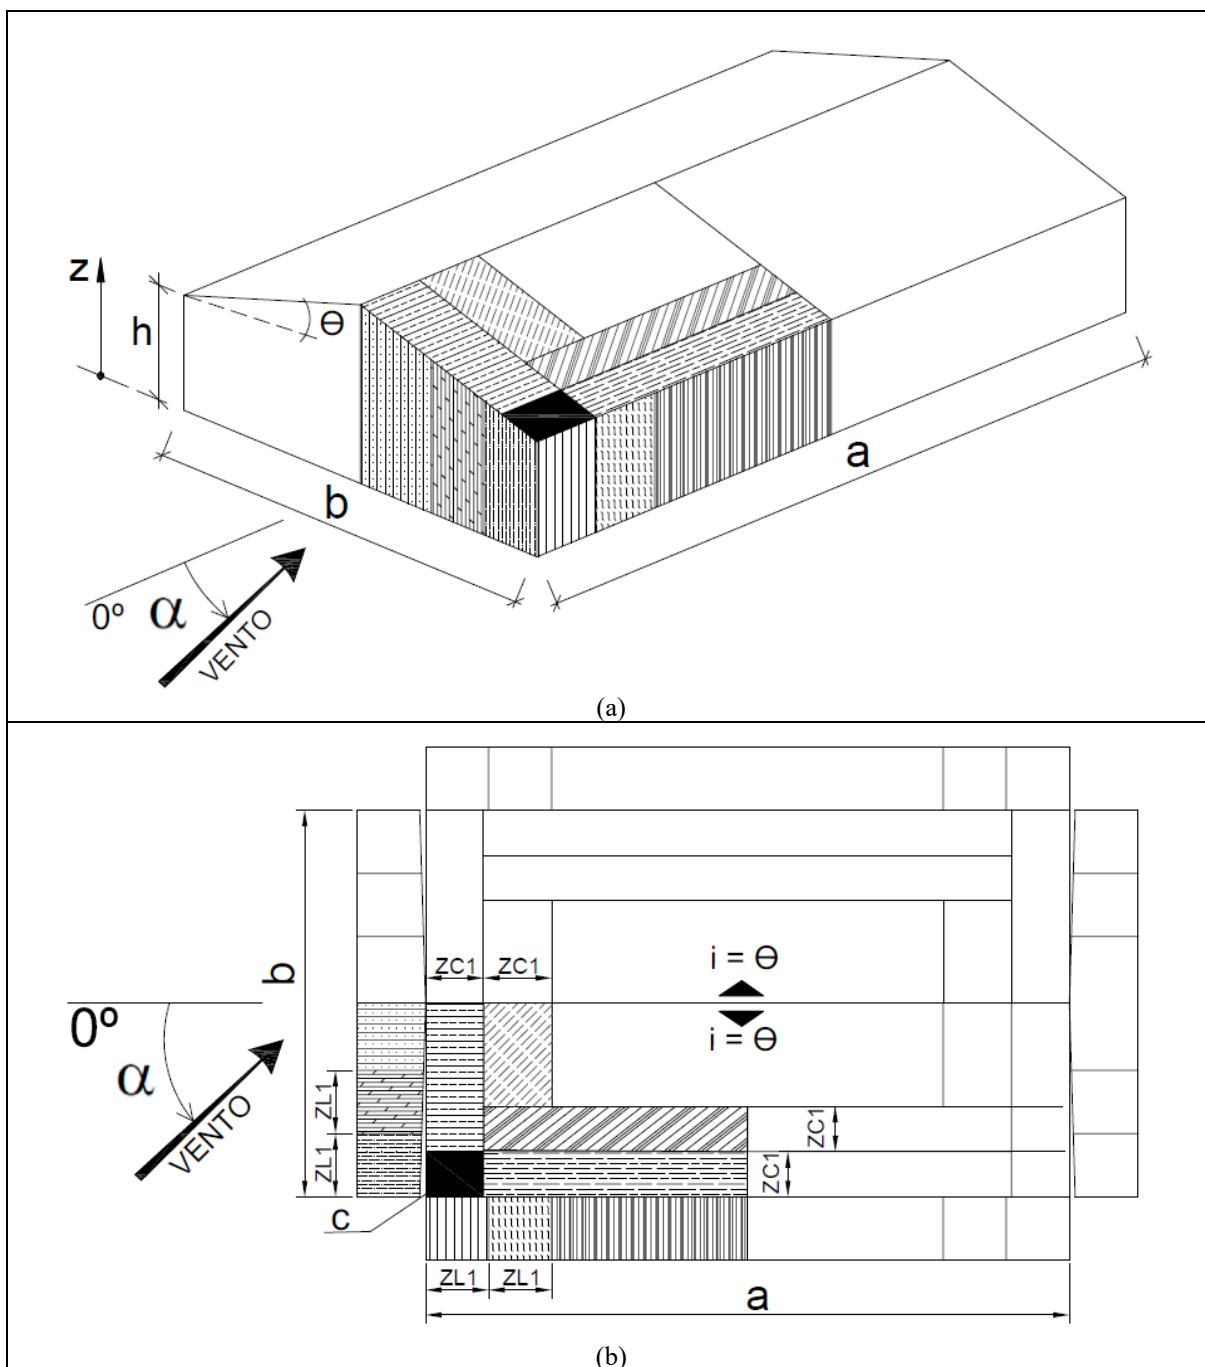 z
h
Θ
b
a
0º
α
VENTO
(a)
b
ZC1
ZC1
i = Θ
i = Θ
0º
α
VENTO
ZL1
ZL1
ZC1
ZC1
c
ZL1
ZL1
a
(b)